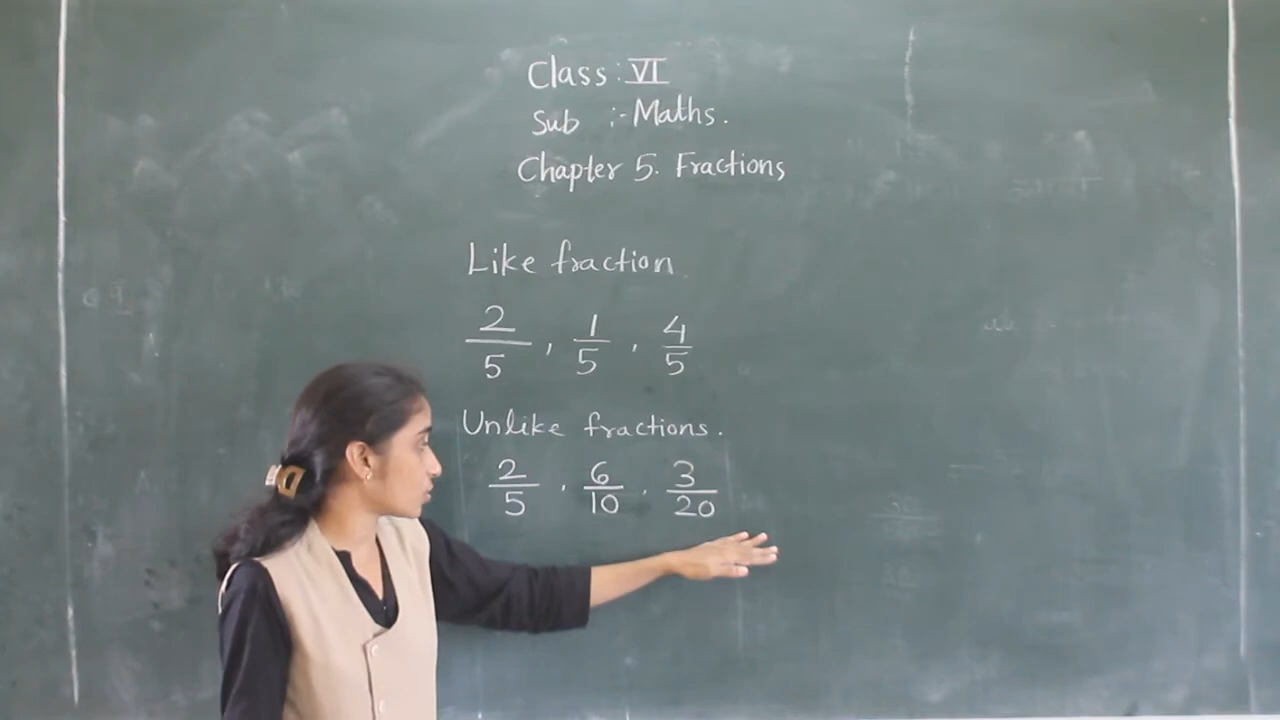 Class : VI
Sub :- Maths.
Chapter 5. Fractions
Like fraction
2/5, 1/5, 4/5
Unlike fractions.
2/5, 6/10, 3/20